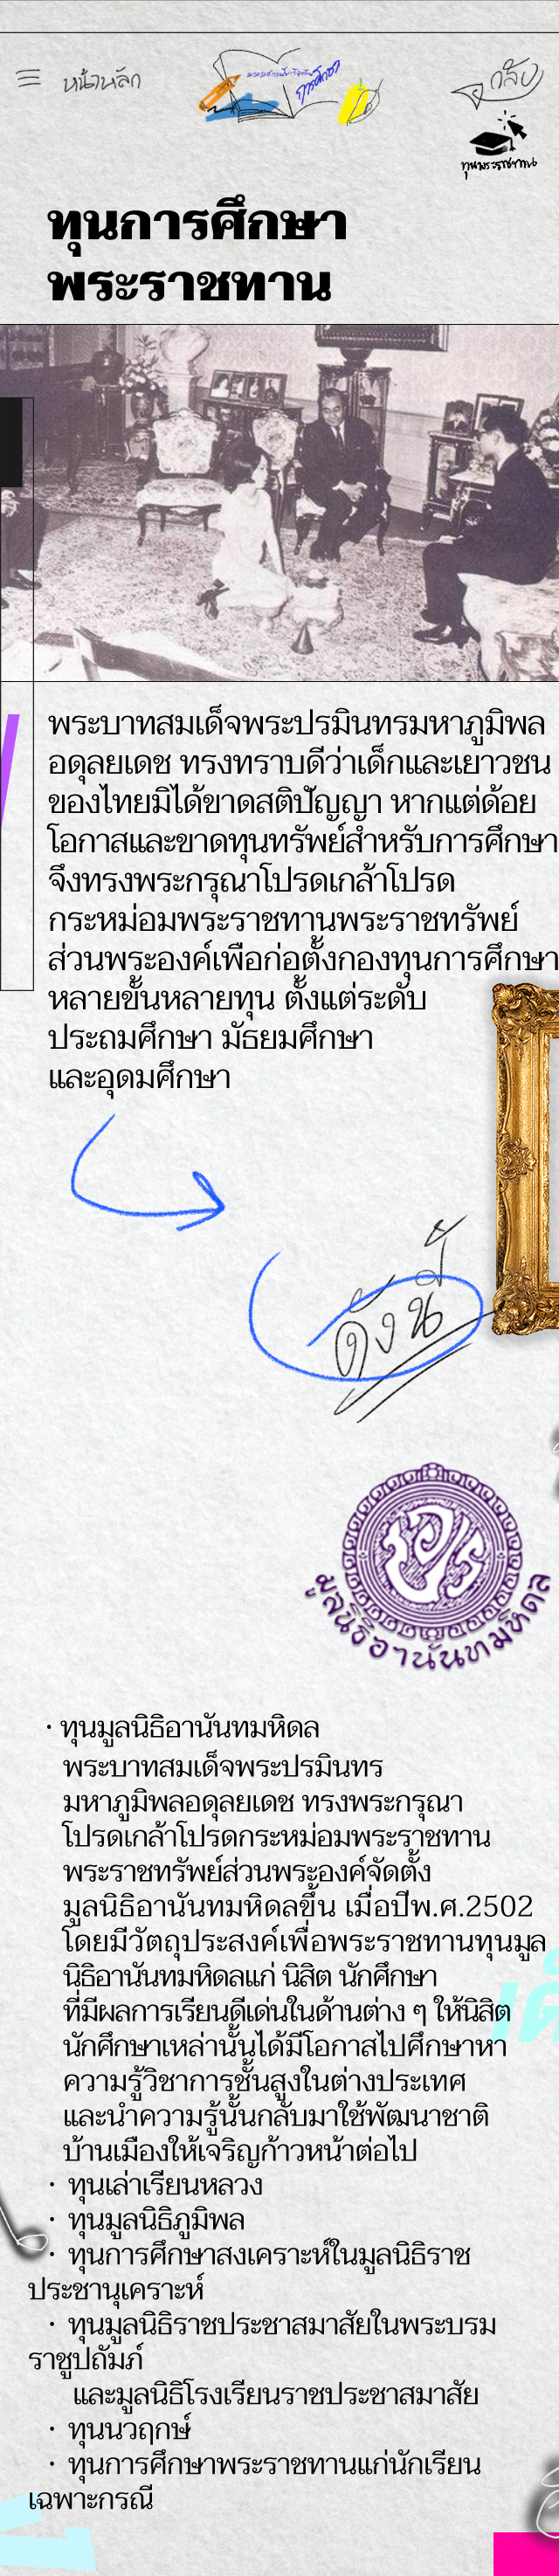 หน้าหลัก
กลับ
พระราชกรณียกิจด้านการศึกษา
ทุนพระราชทาน
ทุนการศึกษา
พระราชทาน
พระบาทสมเด็จพระปรมินทรมหาภูมิพล
อดุลยเดช ทรงทราบดีว่าเด็กและเยาวชน
ของไทยมิได้ขาดสติปัญญา หากแต่ด้อย
โอกาสและขาดทุนทรัพย์สำหรับการศึกษา
จึงทรงพระกรุณาโปรดเกล้าโปรด
กระหม่อมพระราชทานพระราชทรัพย์
ส่วนพระองค์เพื่อก่อตั้งกองทุนการศึกษา
หลายขั้นหลายทุน ตั้งแต่ระดับ
ประถมศึกษา มัธยมศึกษา
และอุดมศึกษา
ดังนี้
มูลนิธิอานันทมหิดล
· ทุนมูลนิธิอานันทมหิดล
พระบาทสมเด็จพระปรมินทร
มหาภูมิพลอดุลยเดช ทรงพระกรุณา
โปรดเกล้าโปรดกระหม่อมพระราชทาน
พระราชทรัพย์ส่วนพระองค์จัดตั้ง
มูลนิธิอานันทมหิดลขึ้น เมื่อปีพ.ศ.2502
โดยมีวัตถุประสงค์เพื่อพระราชทานทุนมูล
นิธิอานันทมหิดลแก่ นิสิต นักศึกษา
ที่มีผลการเรียนดีเด่นในด้านต่าง ๆ ให้นิสิต
นักศึกษาเหล่านั้นได้มีโอกาสไปศึกษาหา
ความรู้วิชาการชั้นสูงในต่างประเทศ
และนำความรู้นั้นกลับมาใช้พัฒนาชาติ
บ้านเมืองให้เจริญก้าวหน้าต่อไป
· ทุนเล่าเรียนหลวง
· ทุนมูลนิธิภูมิพล
· ทุนการศึกษาสงเคราะห์ในมูลนิธิราช
ประชานุเคราะห์
· ทุนมูลนิธิราชประชาสมาสัยในพระบรม
ราชูปถัมภ์
และมูลนิธิโรงเรียนราชประชาสมาสัย
· ทุนนวฤกษ์
· ทุนการศึกษาพระราชทานแก่นักเรียน
เฉพาะกรณี